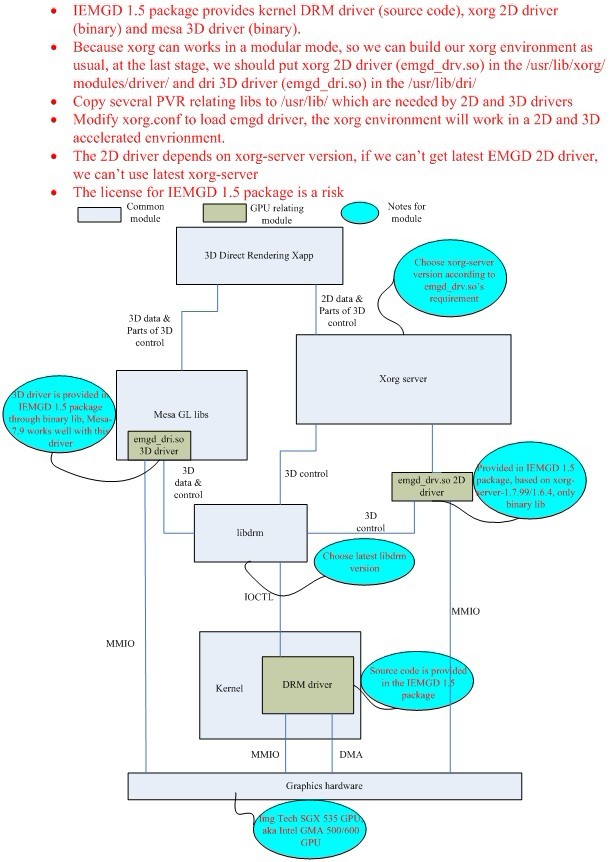 IEMGD 1.5 package provides kernel DRM driver (source code), xorg 2D driver
(binary) and mesa 3D driver (binary).
Because xorg can works in a modular mode, so we can build our xorg environment as
usual, at the last stage, we should put xorg 2D driver (emgd_drv.so) in the /usr/lib/xorg/
modules/driver/ and dri 3D driver (emgd_dri.so) in the /usr/lib/dri/
Copy several PVR relating libs to /usr/lib/ which are needed by 2D and 3D drivers
Modify xorg.conf to load emgd driver, the xorg environment will work in a 2D and 3D
accelerated envrionment.
The 2D driver depends on xorg-server version, if we can't get latest EMGD 2D driver,
we can't use latest xorg-server
The license for IEMGD 1.5 package is a risk
Common
module
GPU relating
module
Notes for
module
3D Direct Rendering Xapp
Choose xorg-server
version according to
emgd_drv.so's
requirement
3D data &
Parts of 3D
control
2D data &
Parts of 3D
control
Xorg server
Mesa GL libs
3D driver is provided in
IEMGD 1.5 package
through binary lib, Mesa-
7.9 works well with this
driver
emgd_dri.so
3D driver
3D
data &
control
3D control
emgd_drv.so 2D
driver
Provided in IEMGD 1.5
package, based on xorg-
server-1.7.99/1.6.4, only
binary lib
3D
control
libdrm
Choose latest libdrm
version
IOCTL
MMIO
MMIO
Kernel
DRM driver
Source code is provided
in the IEMGD 1.5
package
MMIO
DMA
Graphics hardware
Img Tech SGX 535 GPU,
aka Intel GMA 500/600
GPU